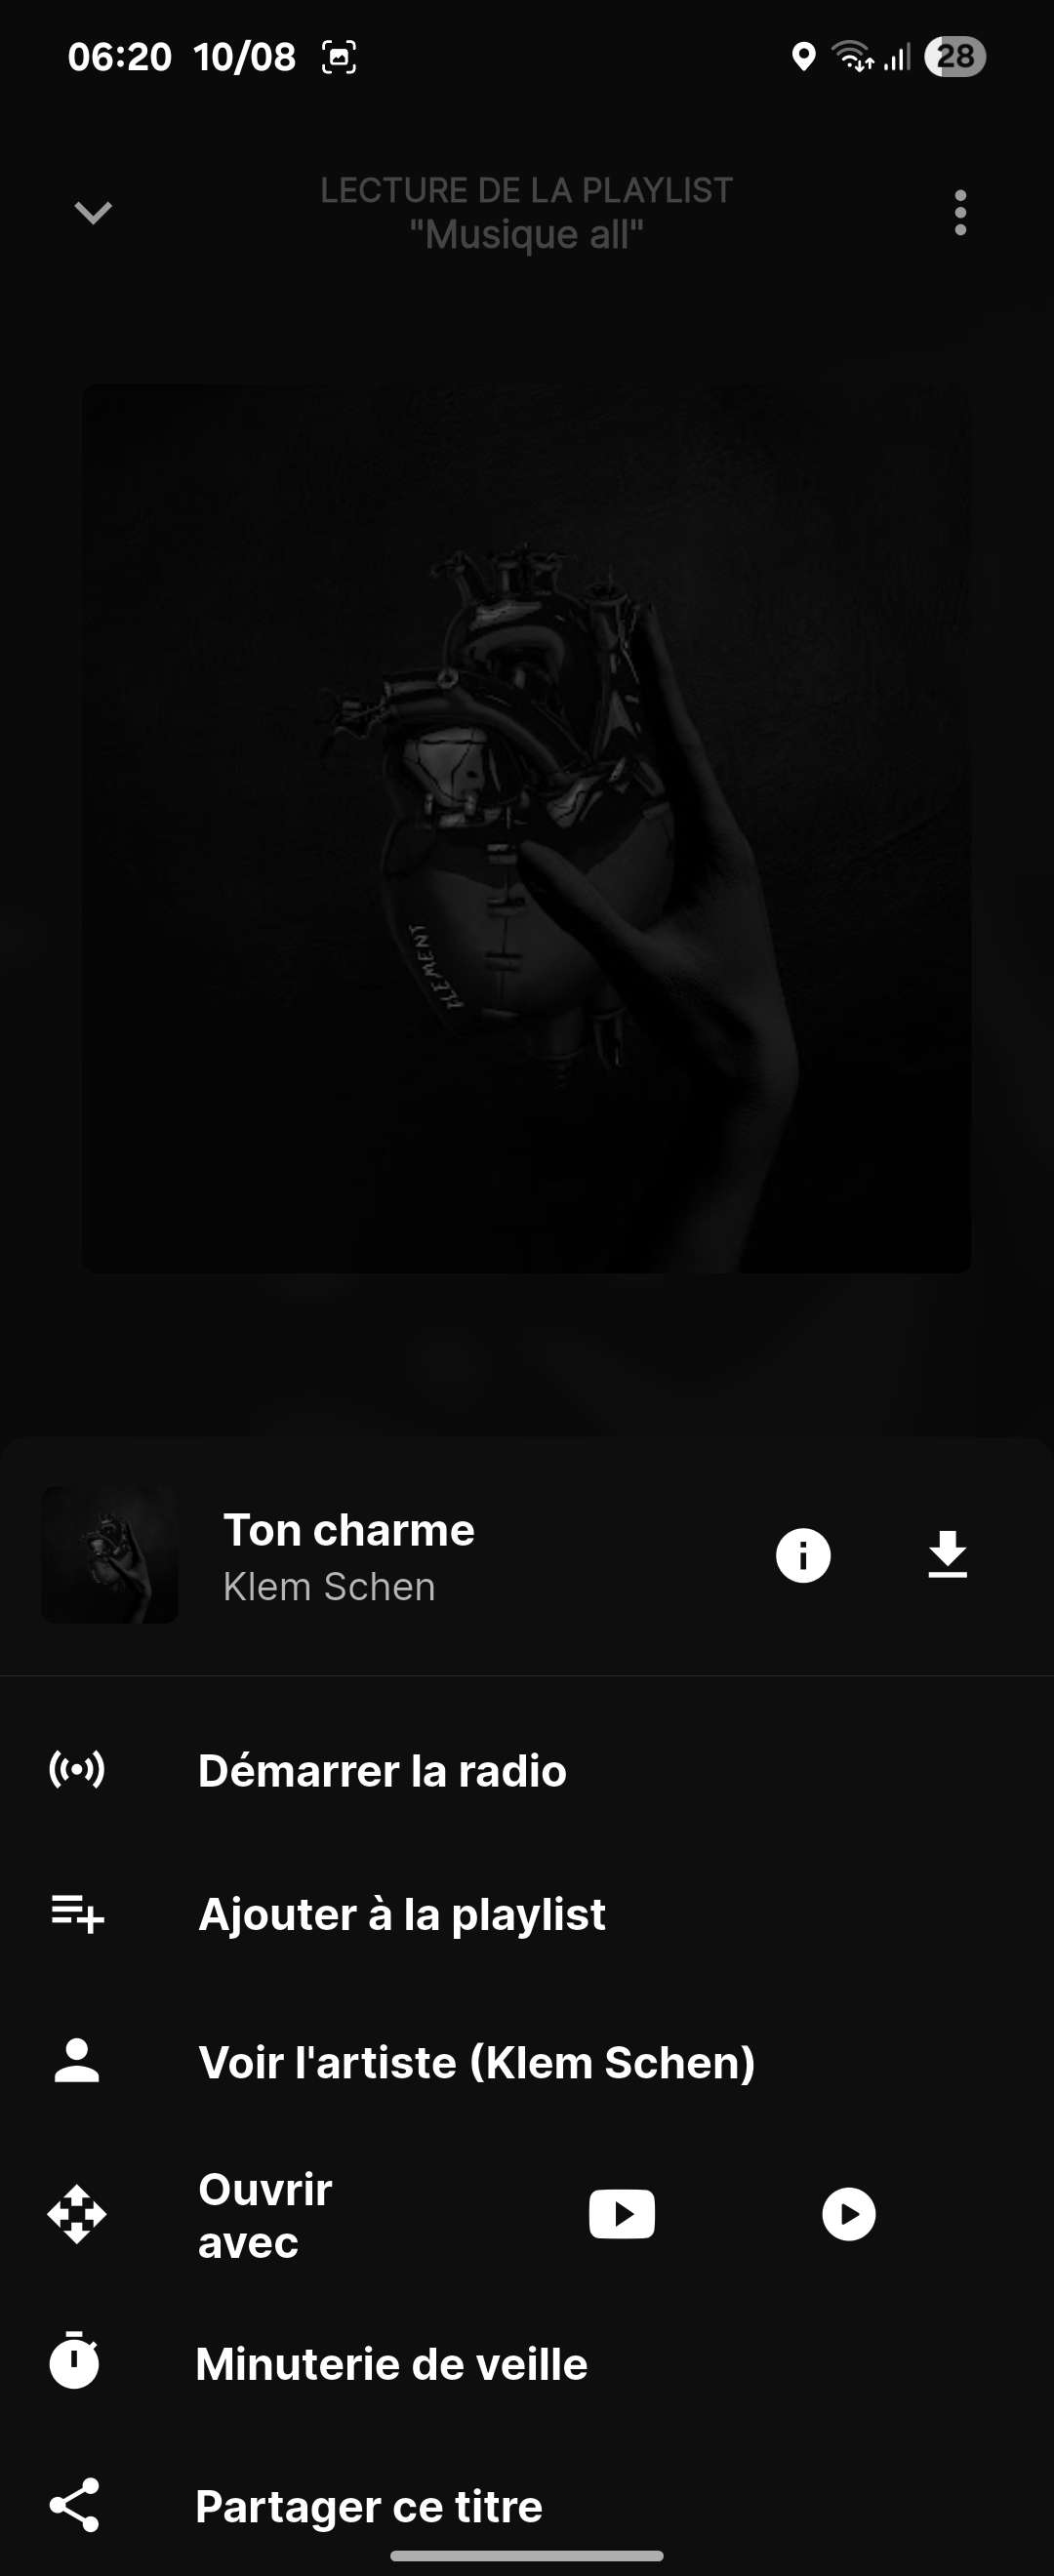 06:20 10/08
28
LECTURE DE LA PLAYLIST
"Musique all"
ELEMENT
Ton charme
Klem Schen
Démarrer la radio
Ajouter à la playlist
Voir l'artiste (Klem Schen)
Ouvrir
avec
Minuterie de veille
Partager ce titre